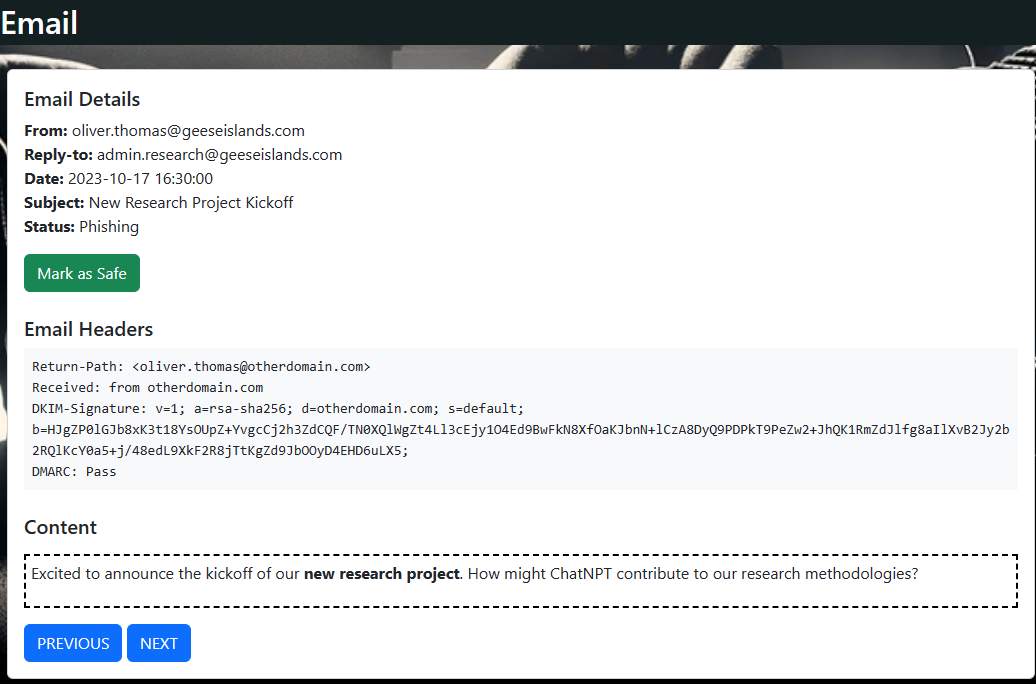 Email
Email Details
From: oliver.thomas@geeseislands.com
Reply-to: admin.research@geeseislands.com
Date: 2023-10-17 16:30:00
Subject: New Research Project Kickoff
Status: Phishing
Mark as Safe
Email Headers
Return-Path: <oliver.thomas@otherdomain.com>
Received: from otherdomain.com
DKIM-Signature: v=1; a=rsa-sha256; d=otherdomain.com; s=default;
b=HJgZP0lGJb8xK3t18YsOUpZ+YvgcCj2h3ZdCQF/TN0XQlWgZt4Ll3cEjy1O4Ed9BwFkN8XfOaKJbnN+lCzA8DyQ9PDPkT9PeZw2+JhQK1RmZdJlfg8aIlXvB2Jy2b
2RQlKcY0a5+j/48edL9XkF2R8jTtKgZd9JbOOyD4EHD6uLX5;
DMARC: Pass
Content
Excited to announce the kickoff of our new research project. How might ChatNPT contribute to our research methodologies?
PREVIOUS NEXT